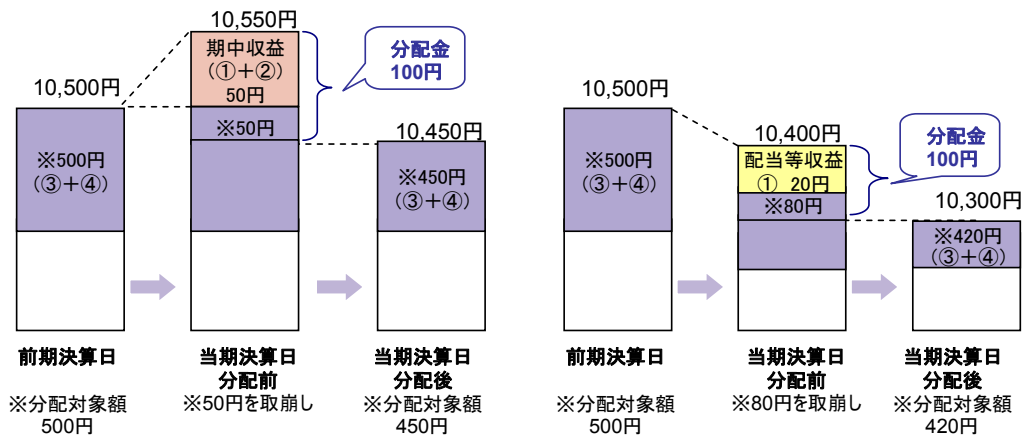 10,550円
期中収益
（①＋②）
50円
分配金
100円
10,500円
※50円
10,450円
※500円
（③＋④）
※450円
（③＋④）
前期決算日
当期決算日
分配前
当期決算日
分配後
※分配対象額
500円
※50円を取崩し
※分配対象額
450円
10,500円
10,400円
配当等収益
① 20円
分配金
100円
※500円
（③＋④）
※80円
10,300円
※420円
（③＋④）
前期決算日
当期決算日
分配前
当期決算日
分配後
※分配対象額
500円
※80円を取崩し
※分配対象額
420円